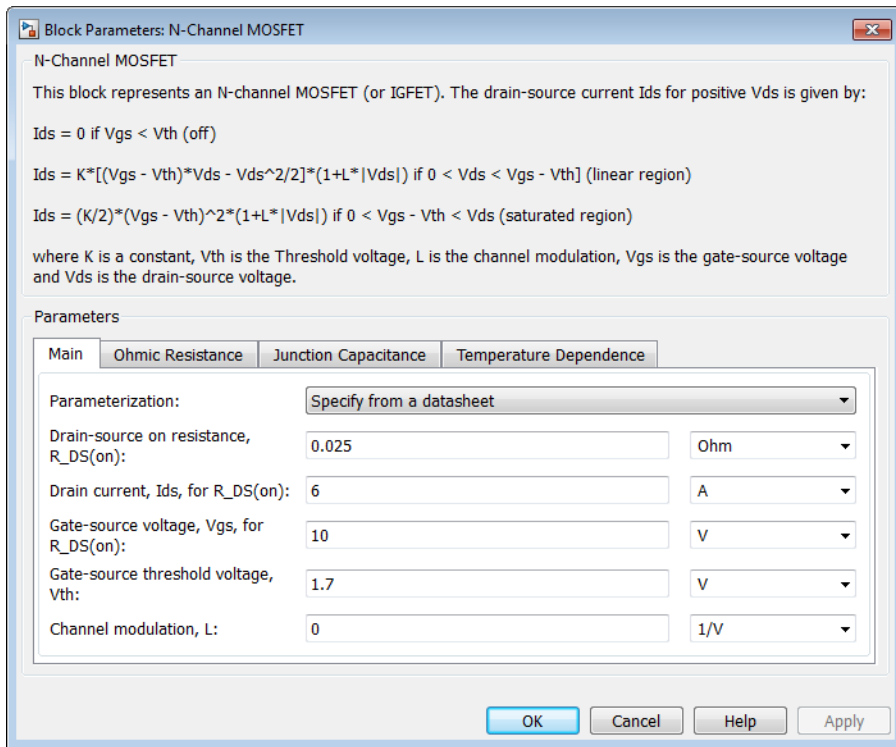 Block Parameters: N-Channel MOSFET
N-Channel MOSFET
This block represents an N-channel MOSFET (or IGFET). The drain-source current Ids for positive Vds is given by:
Ids = 0 if Vgs < Vth (off)
Ids = K*[(Vgs - Vth)*Vds - Vds^2/2]*(1+L*|Vds|) if 0 < Vds < Vgs - Vth] (linear region)
Ids = (K/2)*(Vgs - Vth)^2*(1+L*|Vds|) if 0 < Vgs - Vth < Vds (saturated region)
where K is a constant, Vth is the Threshold voltage, L is the channel modulation, Vgs is the gate-source voltage
and Vds is the drain-source voltage.
Parameters
Main Ohmic Resistance Junction Capacitance Temperature Dependence
Parameterization: Specify from a datasheet
Drain-source on resistance,
R_DS(on): 0.025 Ohm
Drain current, Ids, for R_DS(on): 6 A
Gate-source voltage, Vgs, for
R_DS(on): 10 V
Gate-source threshold voltage,
Vth: 1.7 V
Channel modulation, L: 0 1/V
OK Cancel Help Apply